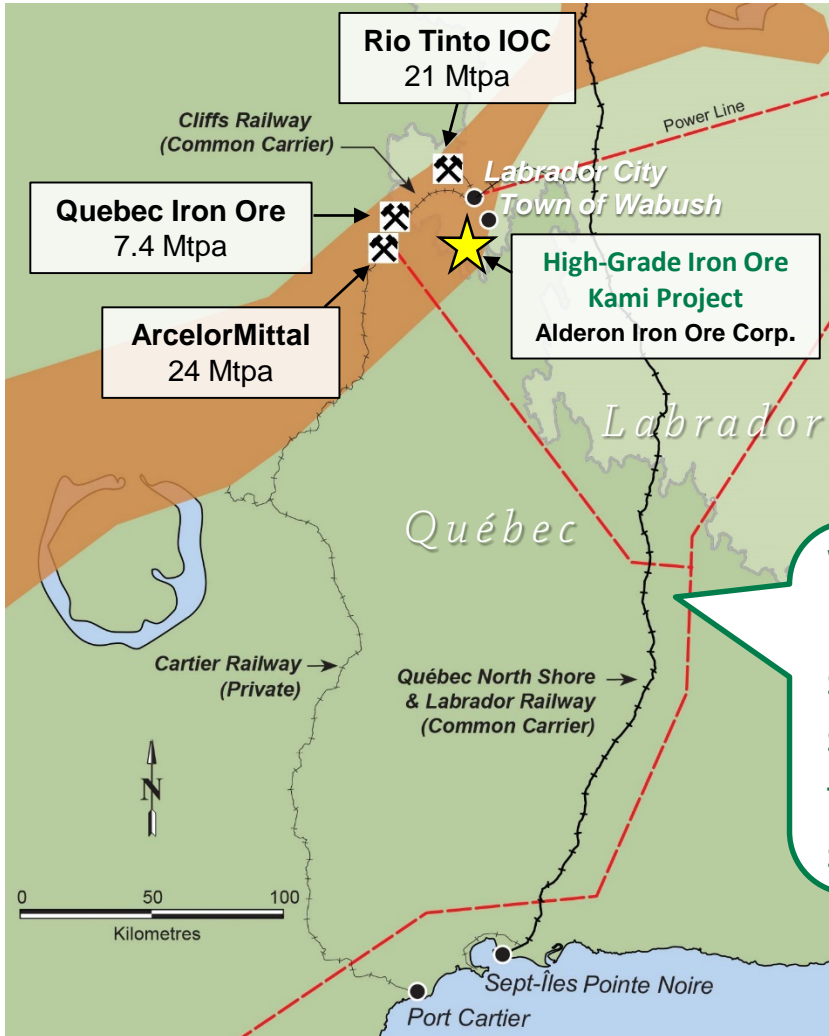 Rio Tinto IOC
21 Mtpa
Cliffs Railway
(Common Carrier)
Power Line
Labrador City
Town of Wabush
Quebec Iron Ore
7.4 Mtpa
High-Grade Iron Ore
Kami Project
Alderon Iron Ore Corp.
ArcelorMittal
24 Mtpa
Labrador
Québec
Cartier Railway
(Private)
Québec North Shore
& Labrador Railway
(Common Carrier)
N
0 50 100
Kilometres
Sept-Îles Pointe Noire
Port Cartier